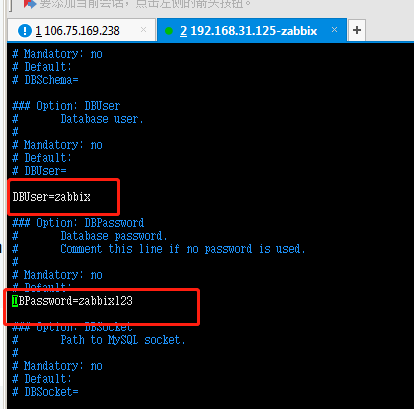 要添加当前会话，点击左侧的箭头按钮。
1 106.75.169.238
2 192.168.31.125-zabbix
# Mandatory: no
# Default:
# DBSchema=
### Option: DBUser
#       Database user.
#
# Mandatory: no
# Default:
# DBUser=
DBUser=zabbix
### Option: DBPassword
#       Database password.
#       Comment this line if no password is used.
#
# Mandatory: no
# Default:
DBPassword=zabbix123
### Option: DBSocket
#       Path to MySQL socket.
#
# Mandatory: no
# Default:
# DBSocket=